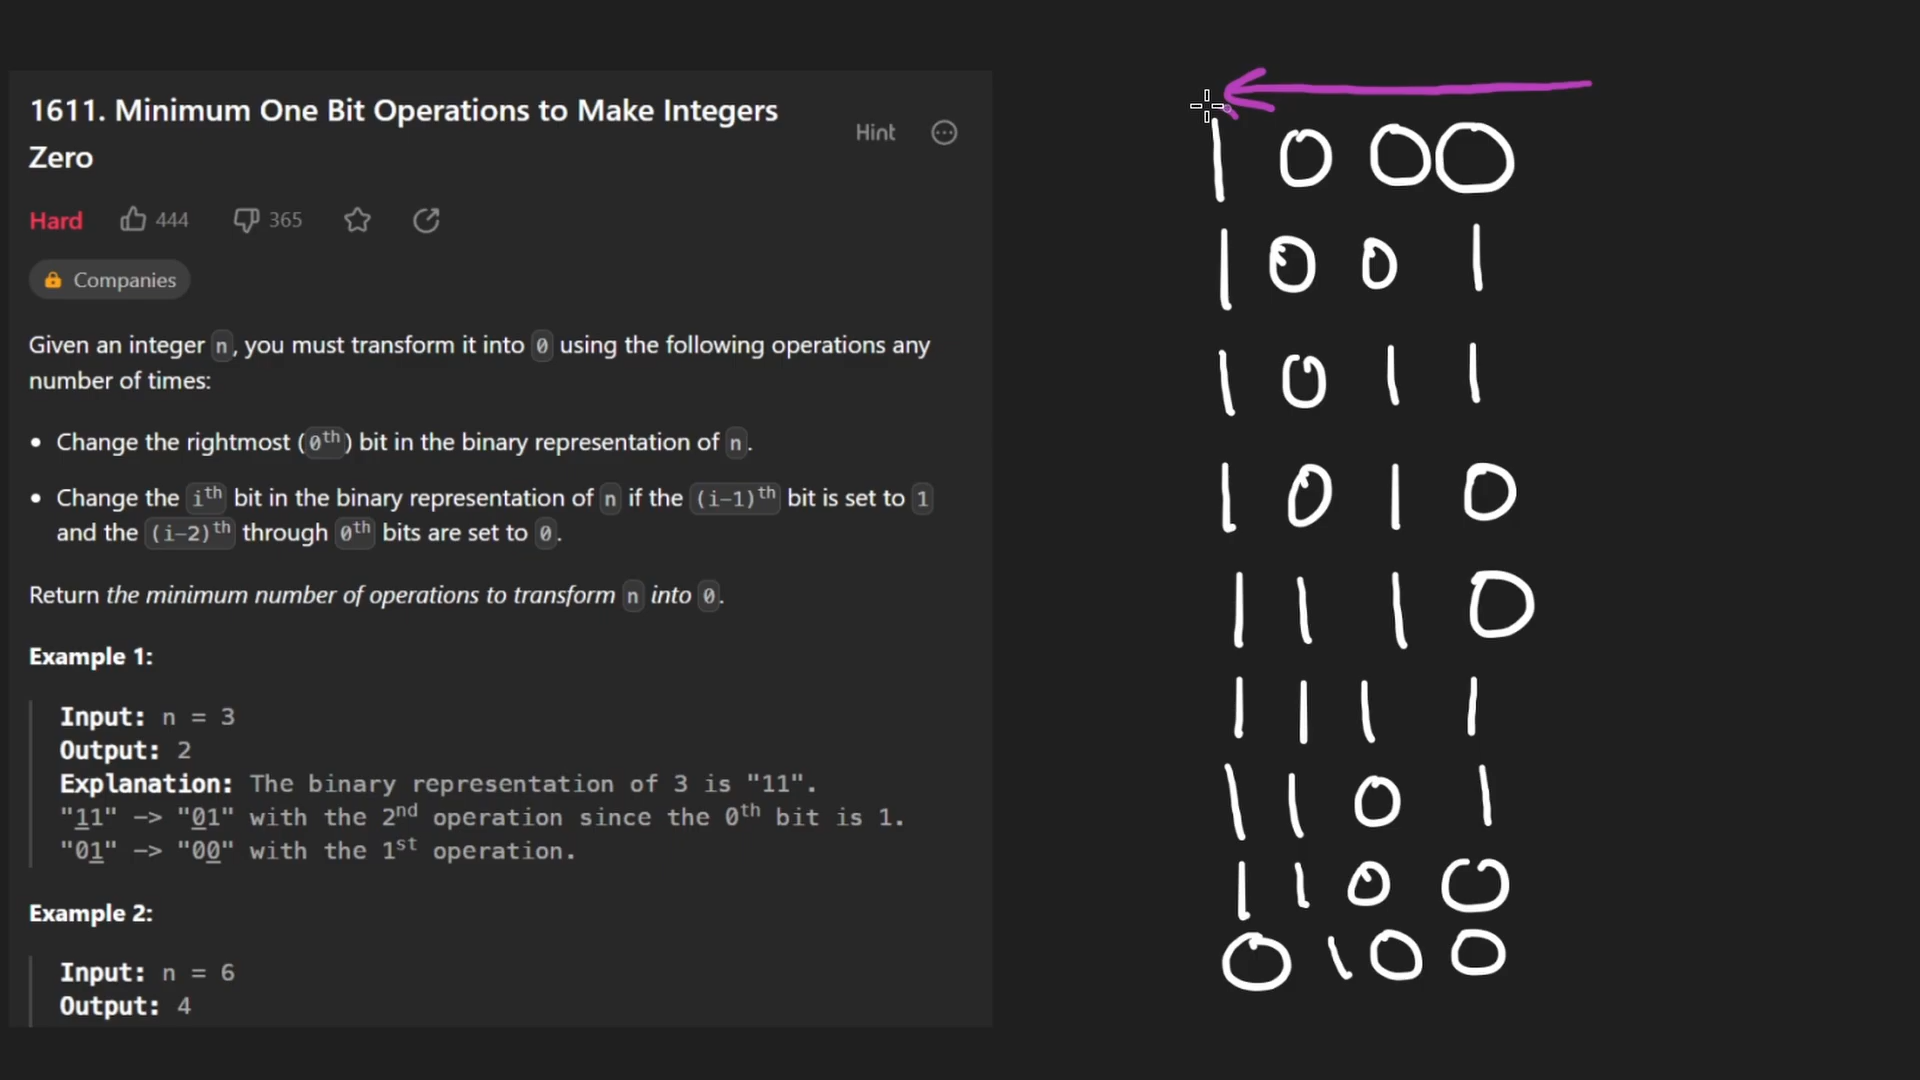 1611. Minimum One Bit Operations to Make Integers
Zero
Hint
Hard 444 365
Companies
Given an integer n, you must transform it into 0 using the following operations any
number of times:
• Change the rightmost (0th) bit in the binary representation of n.
• Change the ith bit in the binary representation of n if the (i-1)th bit is set to 1
and the (i-2)th through 0th bits are set to 0.
Return the minimum number of operations to transform n into 0.
Example 1:
Input: n = 3
Output: 2
Explanation: The binary representation of 3 is "11".
"11" -> "01" with the 2nd operation since the 0th bit is 1.
"01" -> "00" with the 1st operation.
Example 2:
Input: n = 6
Output: 4
1 0 0 0
1 0 0 1
1 0 1 1
1 0 1 0
1 1 1 0
1 1 1 1
1 1 0 1
1 1 0 0
0 1 0 0